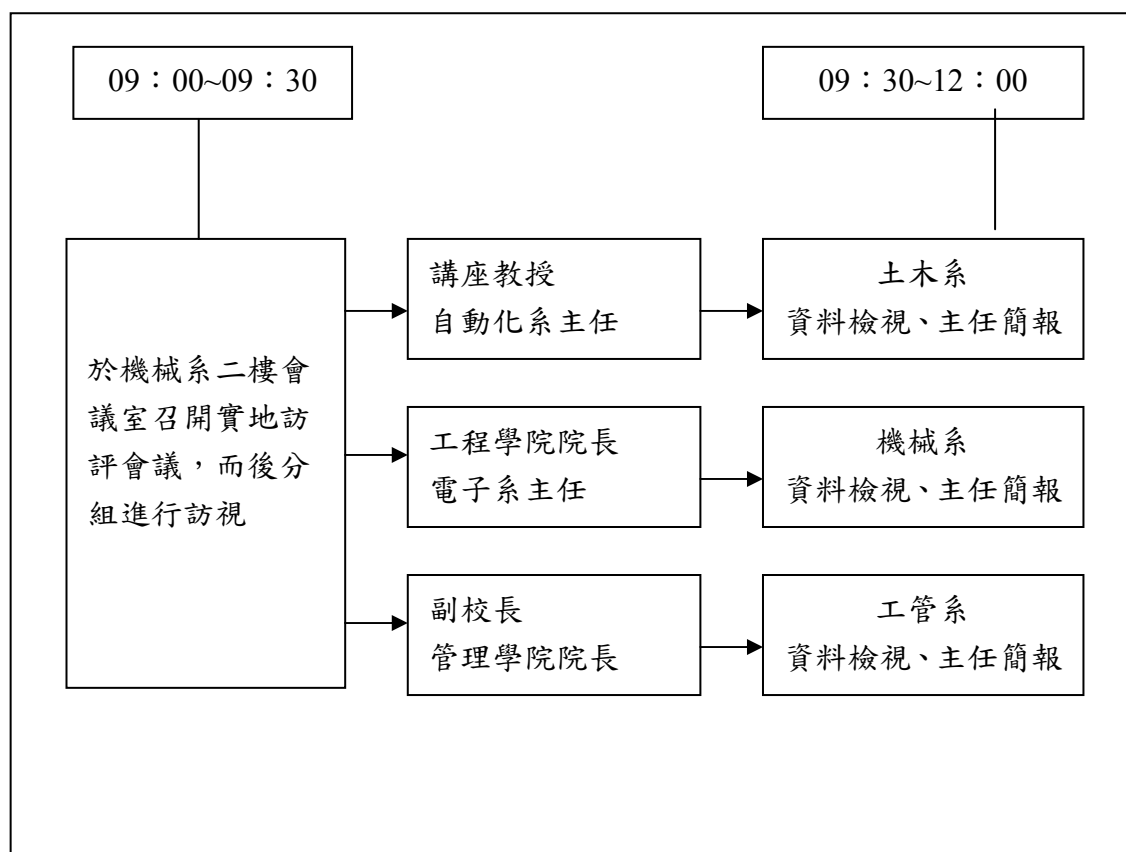 09：00~09：30
09：30~12：00
於機械系二樓會
議室召開實地訪
評會議，而後分
組進行訪視
講座教授
自動化系主任
土木系
資料檢視、主任簡報
工程學院院長
電子系主任
機械系
資料檢視、主任簡報
副校長
管理學院院長
工管系
資料檢視、主任簡報